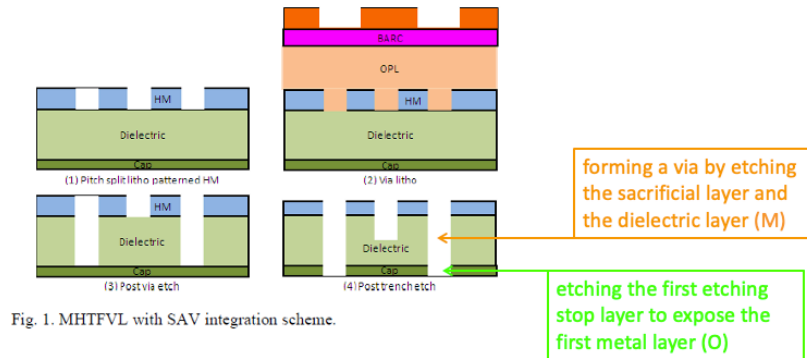 BARC
OPL
HM
HM
Dielectric
Dielectric
Cap
Cap
(1) Pitch split litho patterned HM
(2) Via litho
forming a via by etching
the sacrificial layer and
the dielectric layer (M)
HM
Dielectric
Dielectric
Cap
Cap
(3) Post via etch
(4) Post trench etch
etching the first etching
stop layer to expose the
first metal layer (O)
Fig. 1. MHTFVL with SAV integration scheme.